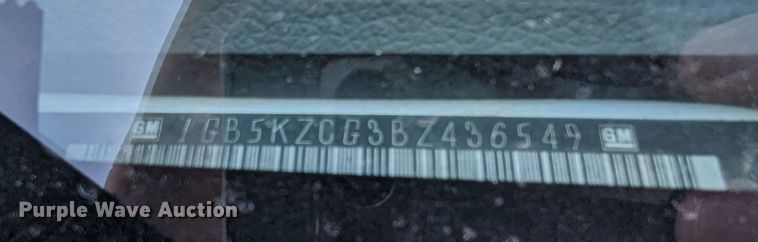 GM 1GB5KZCG3BZ436549 GM
Purple Wave Auction